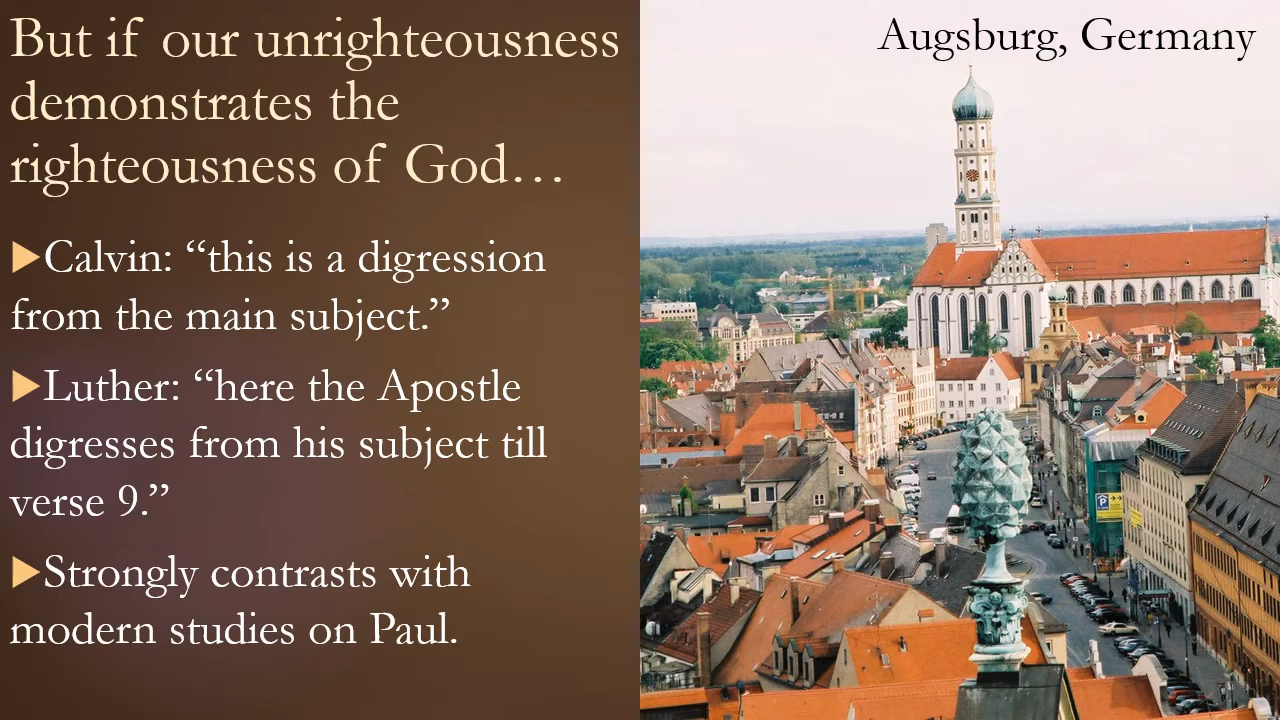 But if our unrighteousness
demonstrates the
righteousness of God…
▶Calvin: “this is a digression
from the main subject.”
▶Luther: “here the Apostle
digresses from his subject till
verse 9.”
▶Strongly contrasts with
modern studies on Paul.
Augsburg, Germany
P